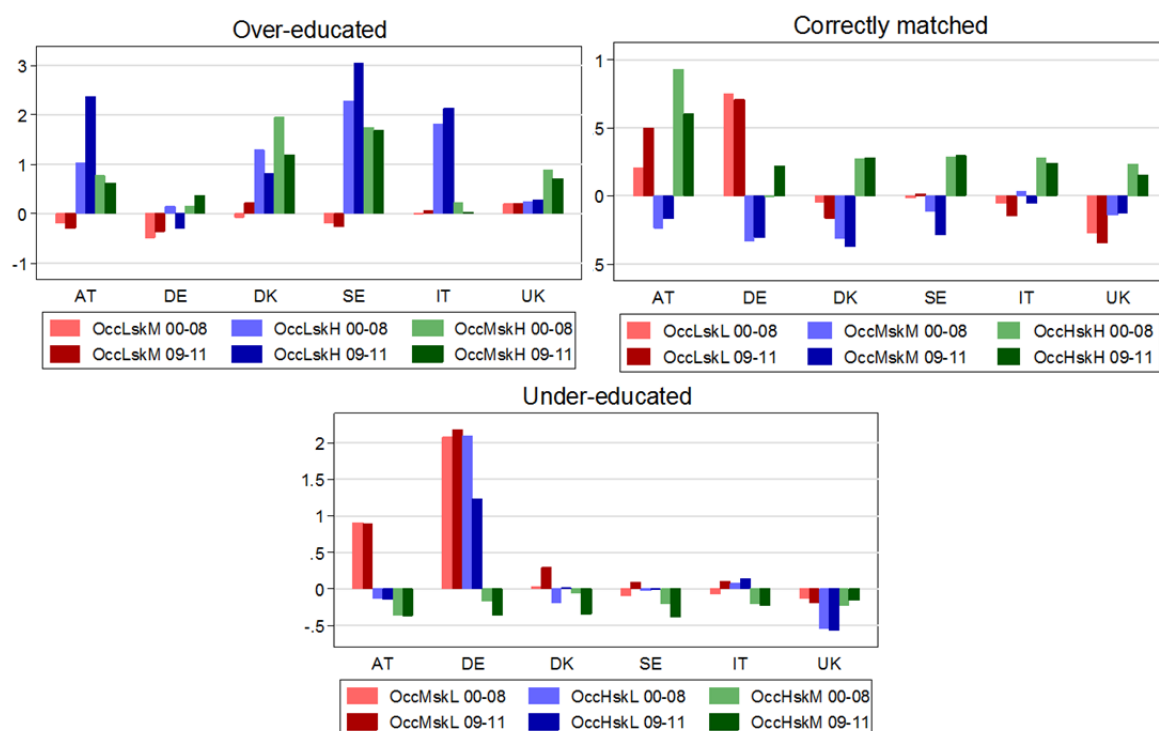 Over-educated
3
2
1
0
-1
AT DE DK SE IT UK
OccLskM 00-08 OccLskH 00-08 OccMskH 00-08
OccLskM 09-11 OccLskH 09-11 OccMskH 09-11
Correctly matched
1
5
0
5
AT DE DK SE IT UK
OccLskL 00-08 OccMskM 00-08 OccHskH 00-08
OccLskL 09-11 OccMskM 09-11 OccHskH 09-11
Under-educated
2
1.5
1
.5
0
-.5
AT DE DK SE IT UK
OccMskL 00-08 OccHskL 00-08 OccHskM 00-08
OccMskL 09-11 OccHskL 09-11 OccHskM 09-11